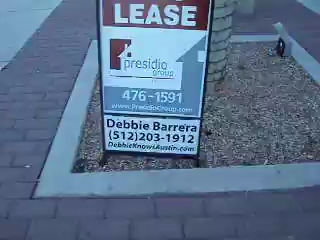 LEASE
presidio
group
476-1591
www.PresidioGroup.com
Debbie Barrera
(512)203-1912
DebbieKnowsAustin.com